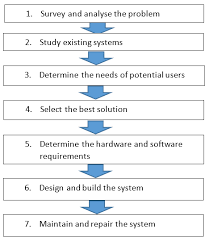 1. Survey and analyse the problem
2. Study existing systems
3. Determine the needs of potential users
4. Select the best solution
5. Determine the hardware and software
requirements
6. Design and build the system
7. Maintain and repair the system